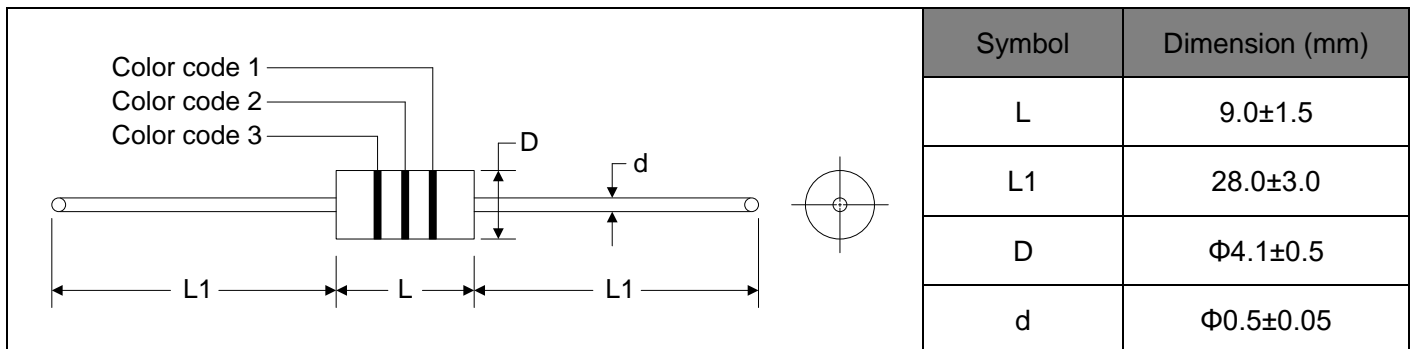 Color code 1
Color code 2
Color code 3
D
d
L1
L
L1
Symbol Dimension (mm)
L 9.0±1.5
L1 28.0±3.0
D Φ4.1±0.5
d Φ0.5±0.05